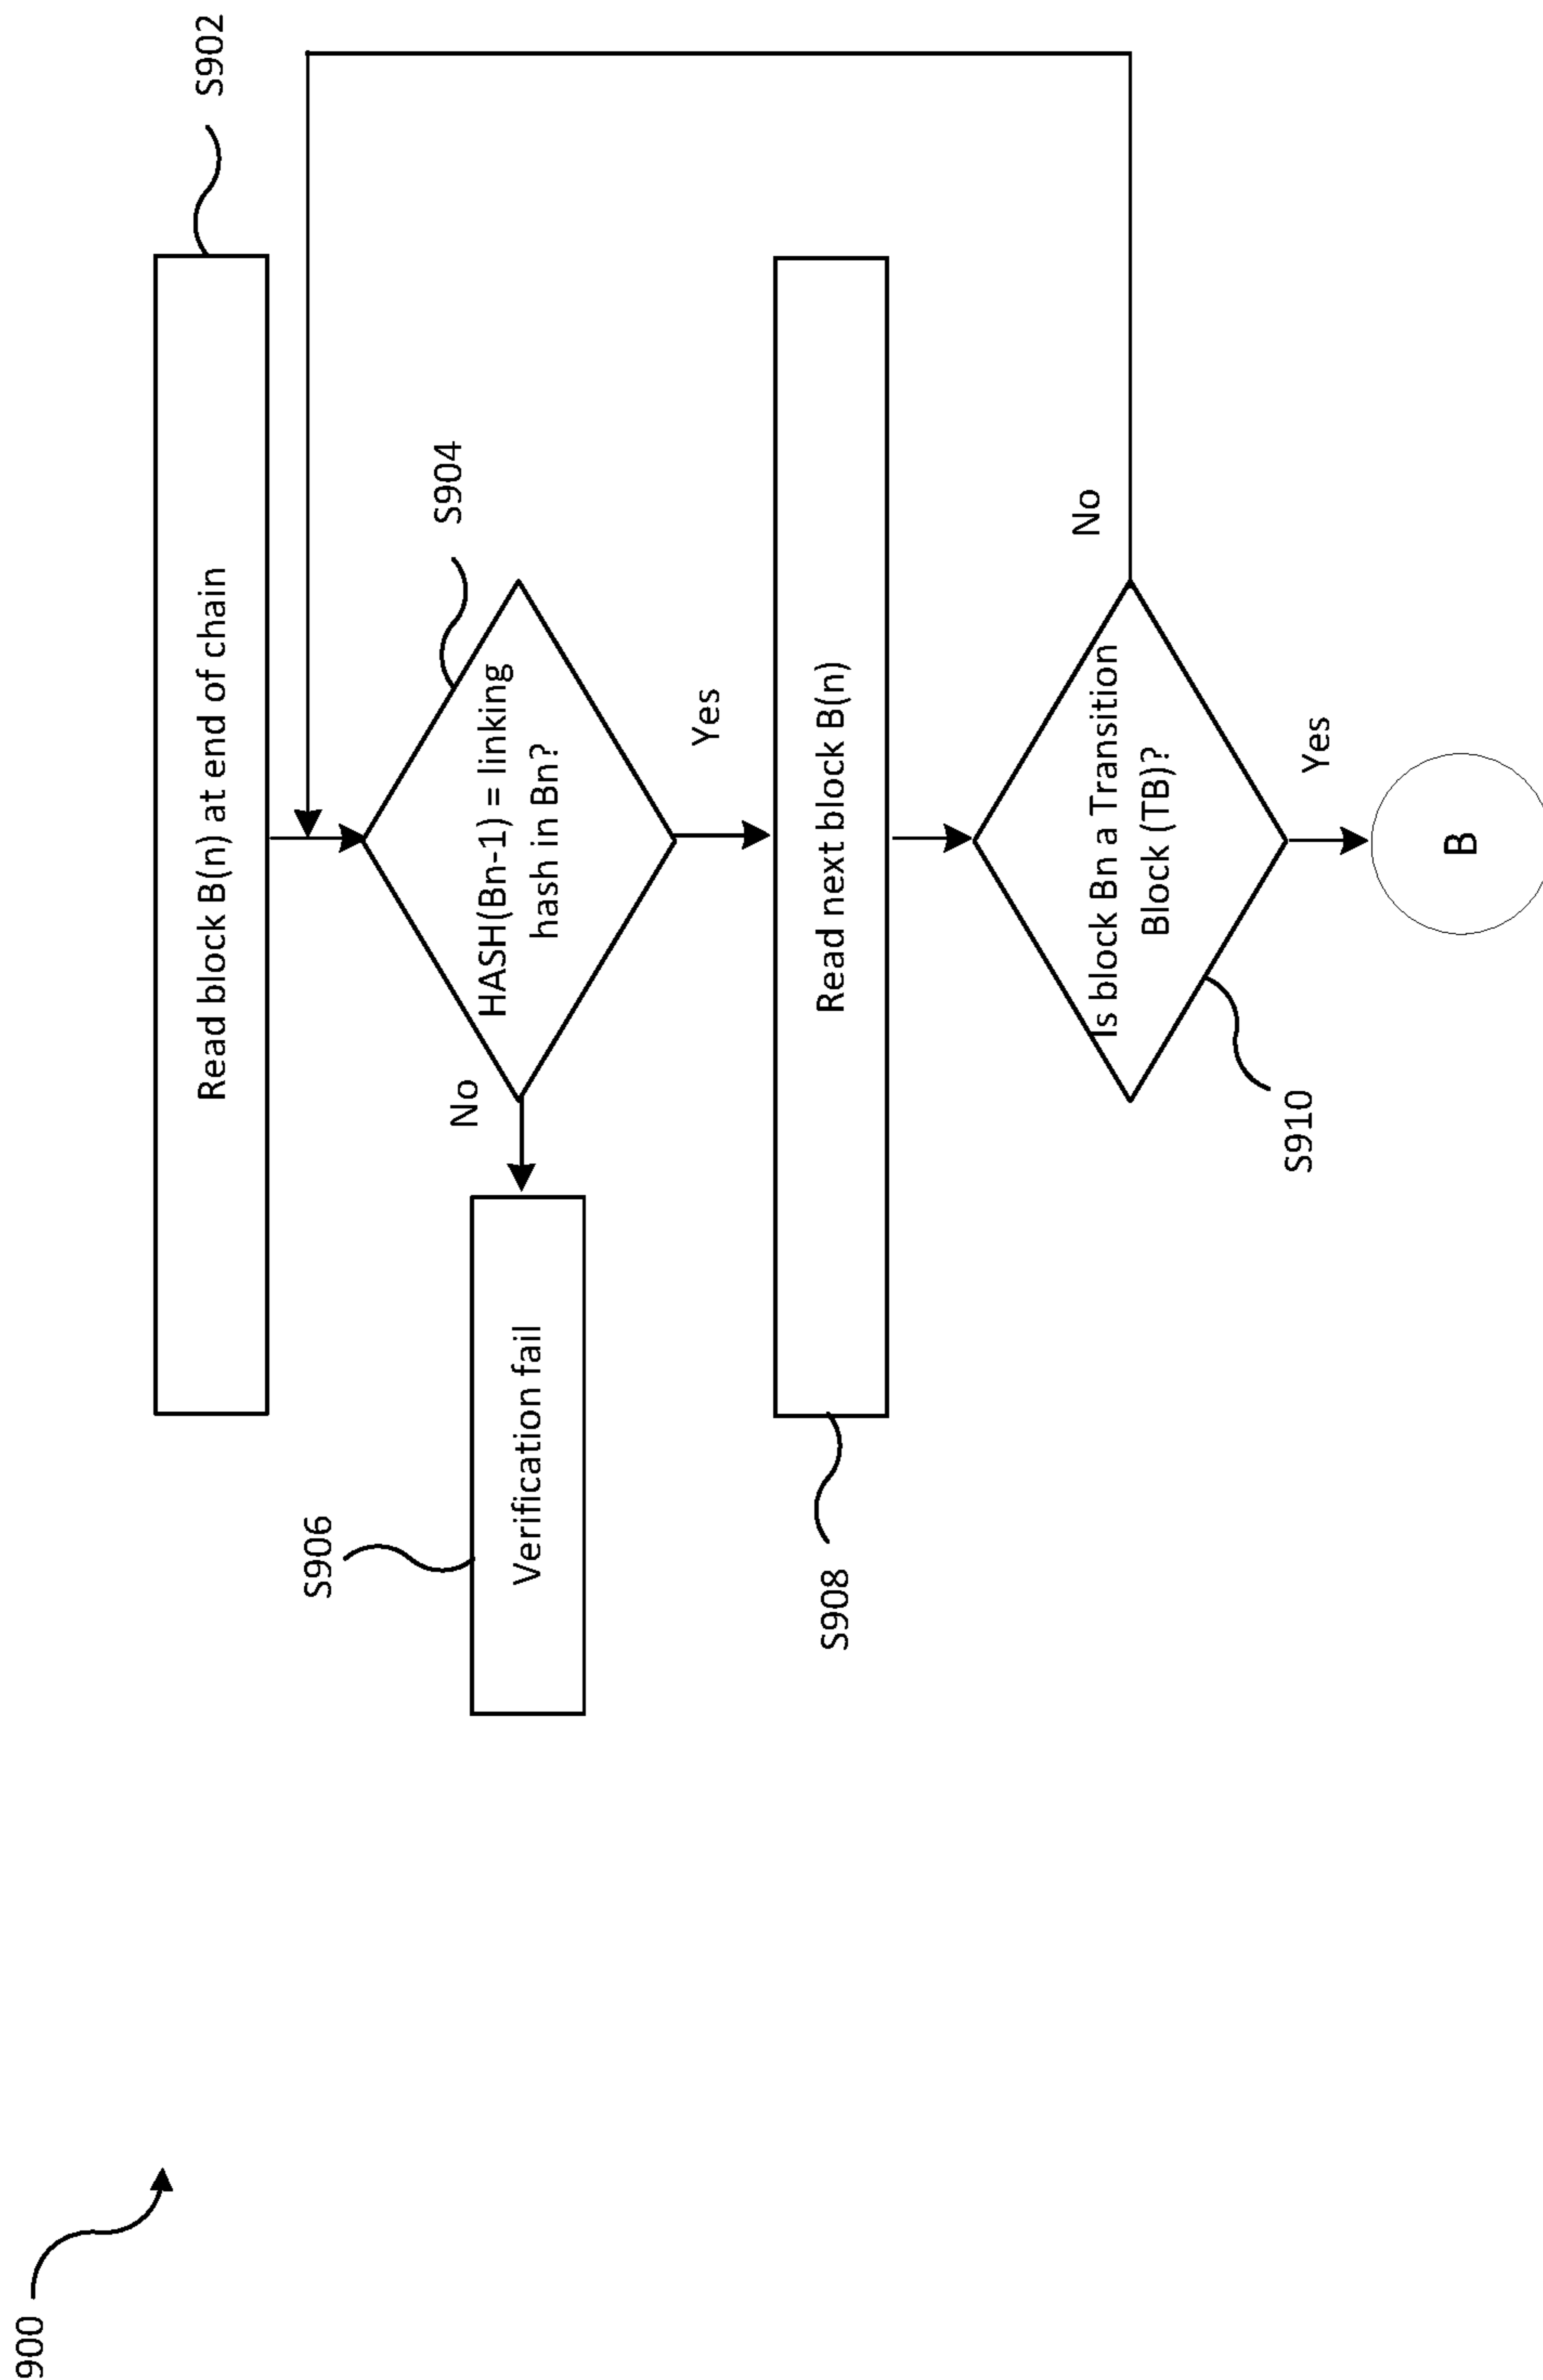 900
Read block B(n) at end of chain
S902
HASH(Bn-1) = linking
hash in Bn?
S904
No
Yes
S906
Verification fail
S908
Read next block B(n)
Is block Bn a Transition
Block (TB)?
No
S910
Yes
B